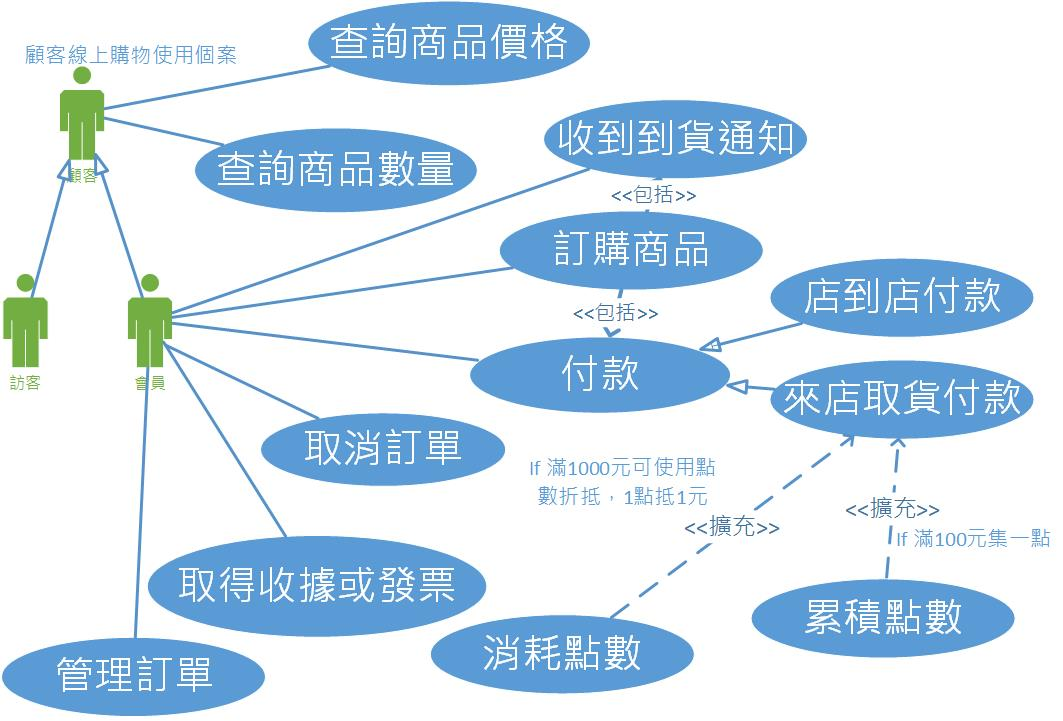 顧客線上購物使用個案
查詢商品價格
查詢商品數量
顧客
收到到貨通知
<<包括>>
訂購商品
<<包括>>
店到店付款
付款
來店取貨付款
訪客
會員
取消訂單
If 滿1000元可使用點
數折抵，1點抵1元
<<擴充>>
<<擴充>>
If 滿100元集一點
取得收據或發票
累積點數
消耗點數
管理訂單